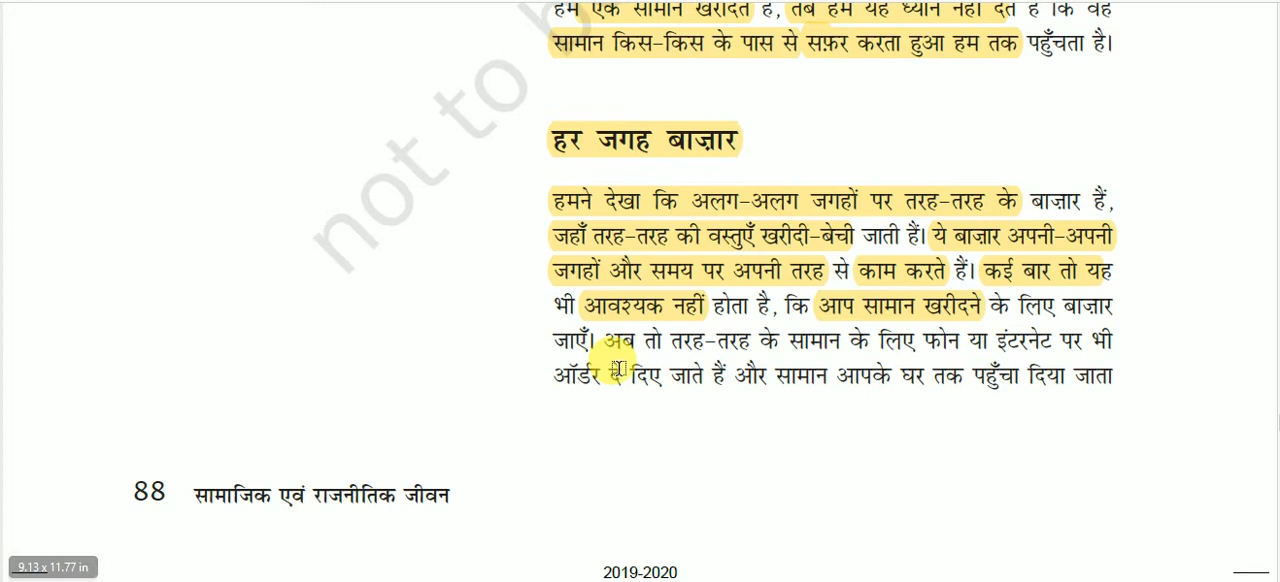 हम एक सामान खरीदते हैं, तब हम यह ध्यान नहीं देते हैं कि वह
सामान किस-किस के पास से सफ़र करता हुआ हम तक पहुँचता है।
not to b
हर जगह बाज़ार
हमने देखा कि अलग-अलग जगहों पर तरह-तरह के बाज़ार हैं,
जहाँ तरह-तरह की वस्तुएँ खरीदी-बेची जाती हैं। ये बाज़ार अपनी-अपनी
जगहों और समय पर अपनी तरह से काम करते हैं। कई बार तो यह
भी आवश्यक नहीं होता है, कि आप सामान खरीदने के लिए बाज़ार
जाएँ। अब तो तरह-तरह के सामान के लिए फोन या इंटरनेट पर भी
ऑर्डर दे दिए जाते हैं और सामान आपके घर तक पहुँचा दिया जाता
88 सामाजिक एवं राजनीतिक जीवन
9.13 x 11.77 in
2019-2020